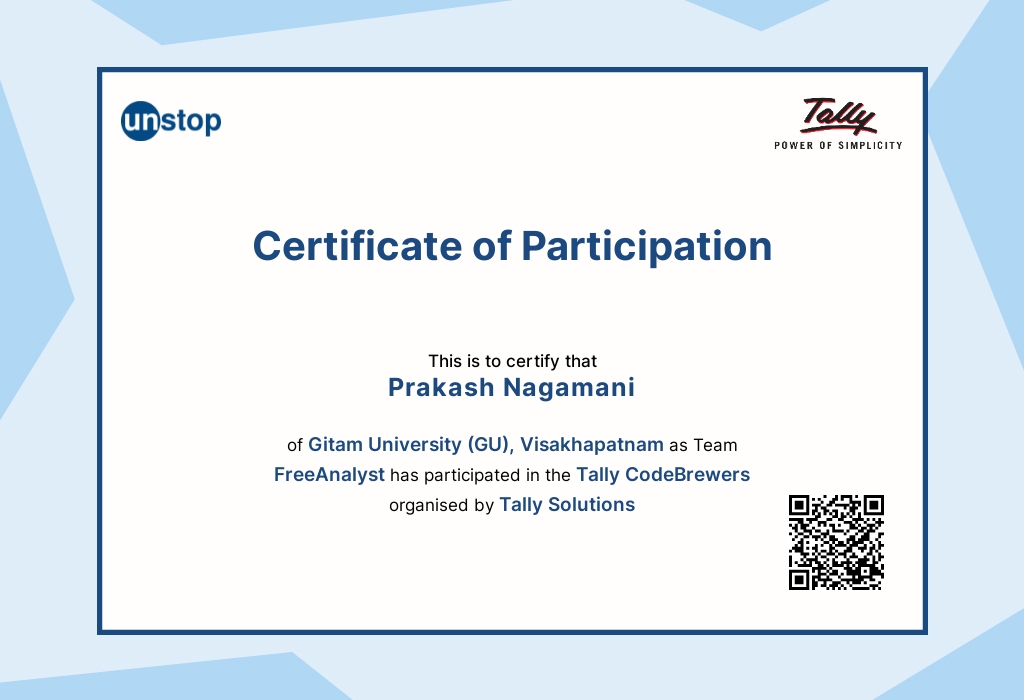 unstop
Tally
POWER OF SIMPLICITY
Certificate of Participation
This is to certify that
Prakash Nagamani
of Gitam University (GU), Visakhapatnam as Team
FreeAnalyst has participated in the Tally CodeBrewers
organised by Tally Solutions